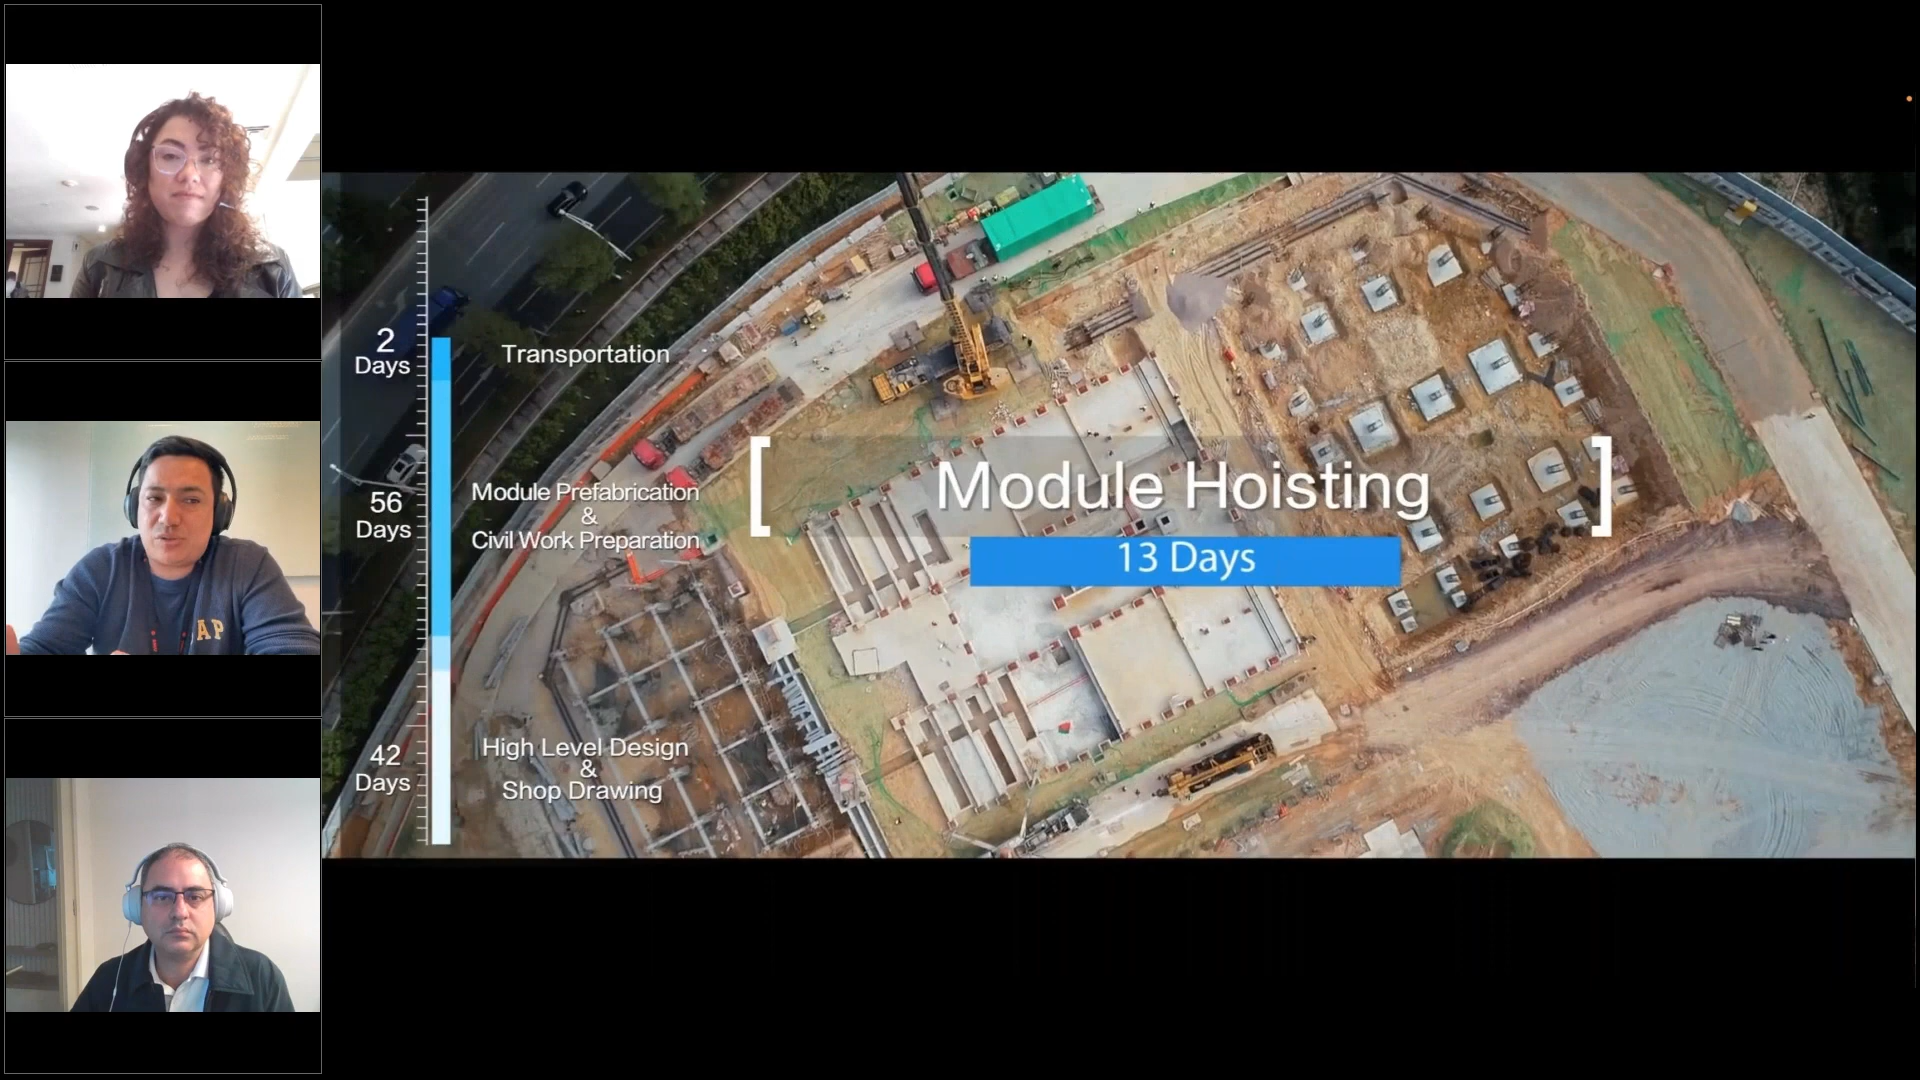 AP
2
Days
Transportation
56
Days
Module Prefabrication
&
Civil Work Preparation
42
Days
High Level Design
&
Shop Drawing
[ Module Hoisting ]
13 Days